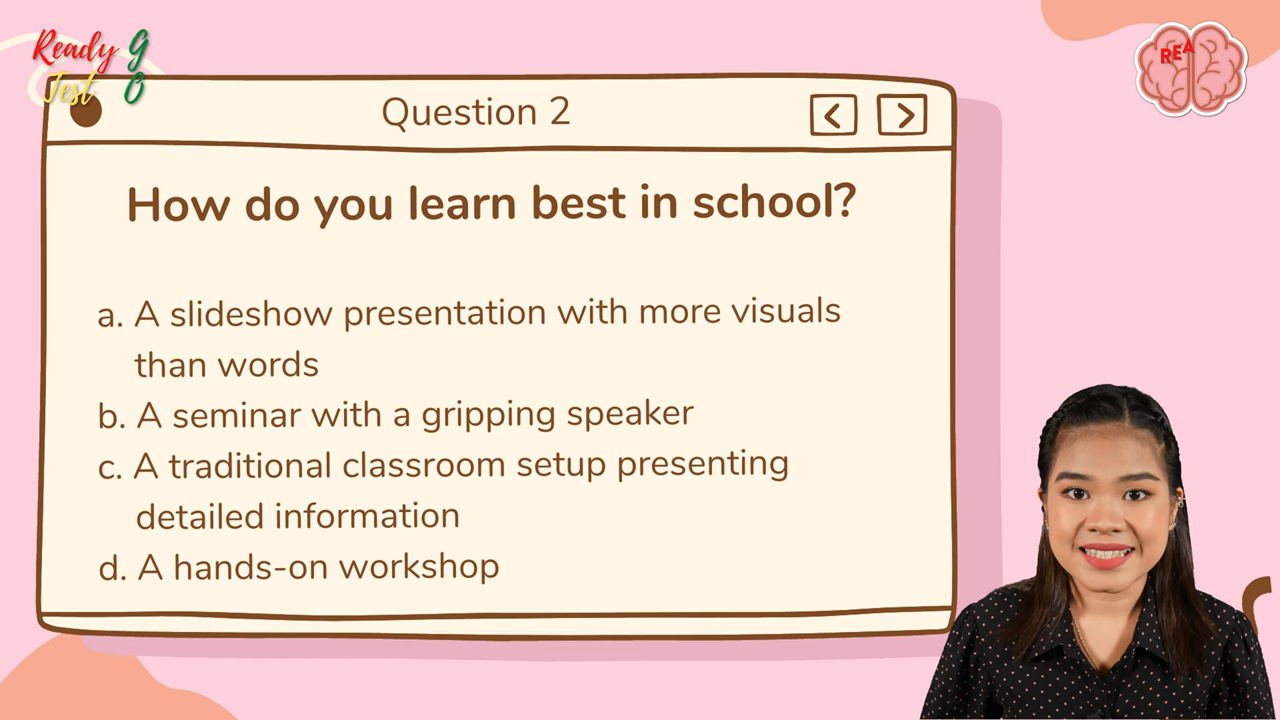 Ready G
Test O
REA
Question 2
How do you learn best in school?
a. A slideshow presentation with more visuals
than words
b. A seminar with a gripping speaker
c. A traditional classroom setup presenting
detailed information
d. A hands-on workshop